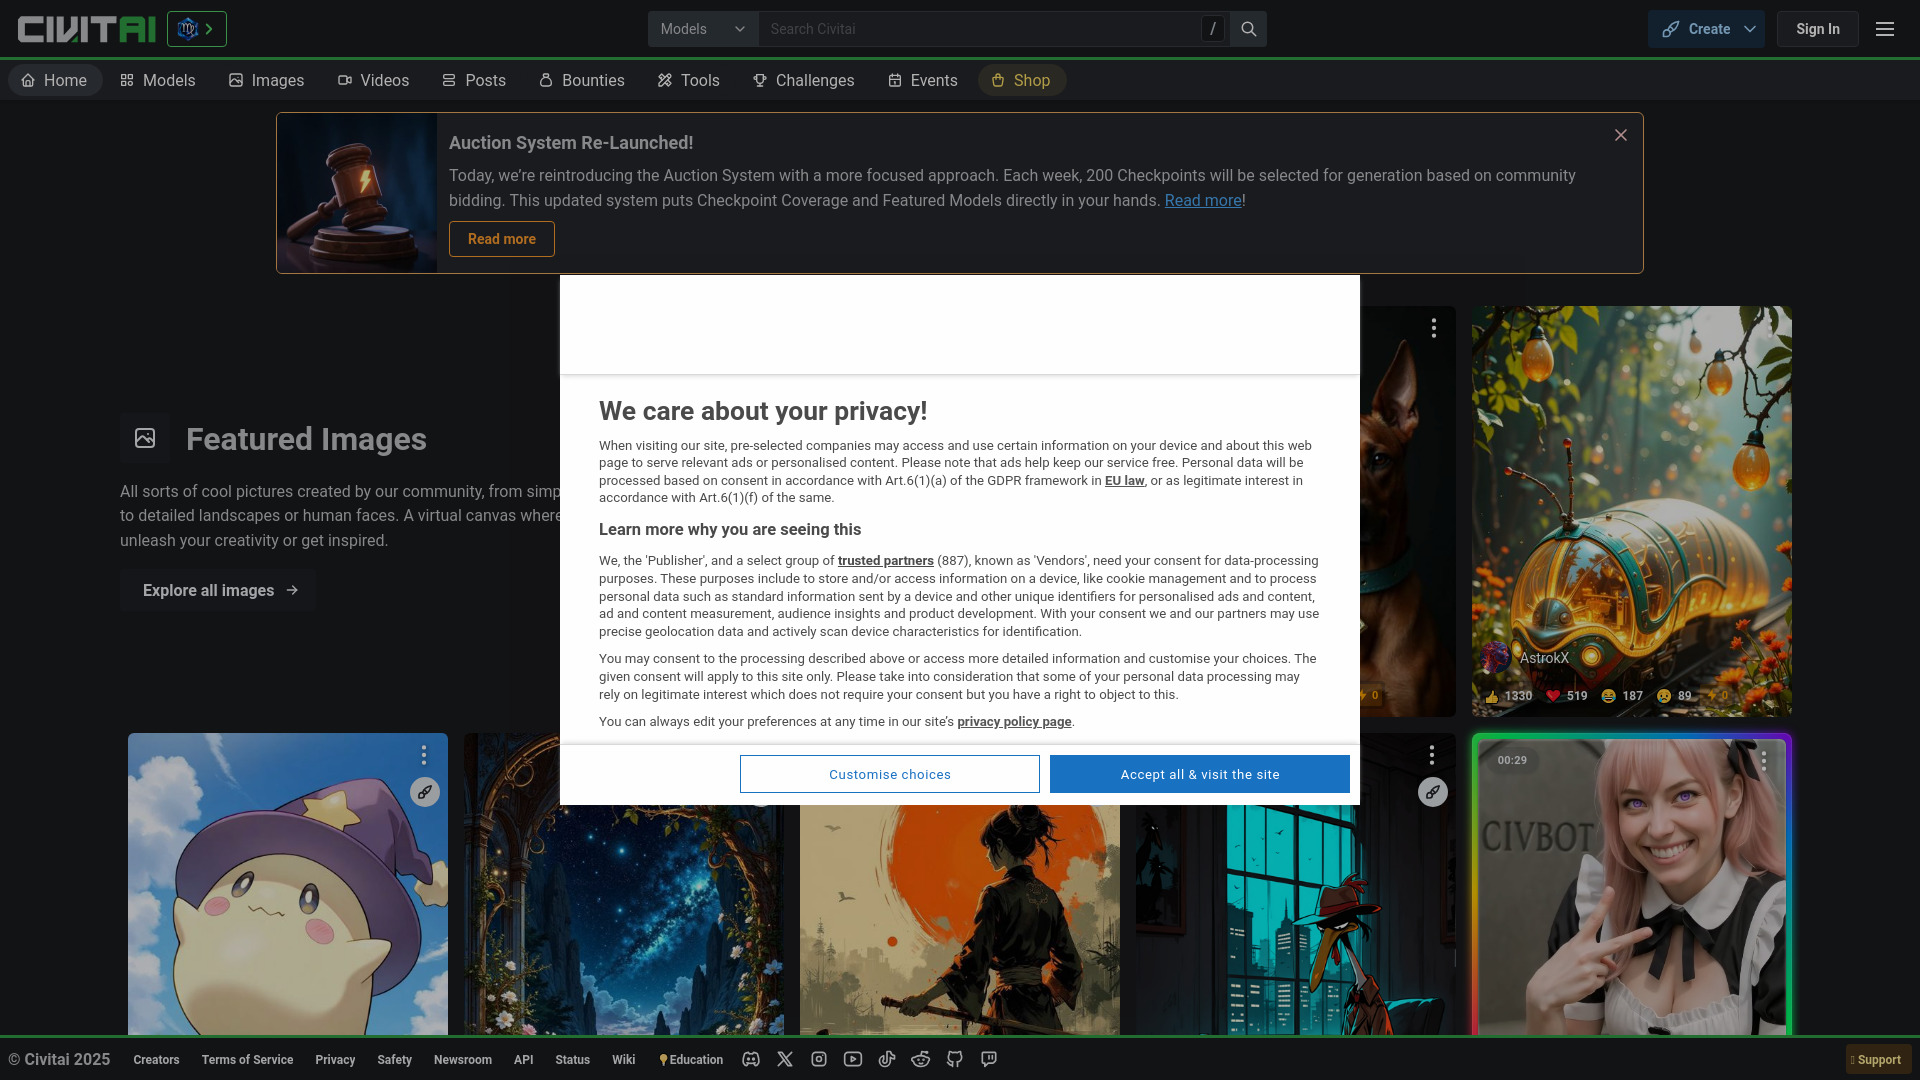 CIVITAI
Models
Search Civitai
/
Create
Sign In
Home
Models
Images
Videos
Posts
Bounties
Tools
Challenges
Events
Shop
Auction System Re-Launched!
Today, we’re reintroducing the Auction System with a more focused approach. Each week, 200 Checkpoints will be selected for generation based on community
bidding. This updated system puts Checkpoint Coverage and Featured Models directly in your hands. Read more!
Read more
Featured Images
All sorts of cool pictures created by our community, from simp
to detailed landscapes or human faces. A virtual canvas where
unleash your creativity or get inspired.
Explore all images
We care about your privacy!
When visiting our site, pre-selected companies may access and use certain information on your device and about this web
page to serve relevant ads or personalised content. Please note that ads help keep our service free. Personal data will be
processed based on consent in accordance with Art.6(1)(a) of the GDPR framework in EU law, or as legitimate interest in
accordance with Art.6(1)(f) of the same.
Learn more why you are seeing this
We, the 'Publisher', and a select group of trusted partners (887), known as 'Vendors', need your consent for data-processing
purposes. These purposes include to store and/or access information on a device, like cookie management and to process
personal data such as standard information sent by a device and other unique identifiers for personalised ads and content,
ad and content measurement, audience insights and product development. With your consent we and our partners may use
precise geolocation data and actively scan device characteristics for identification.
You may consent to the processing described above or access more detailed information and customise your choices. The
given consent will apply to this site only. Please take into consideration that some of your personal data processing may
rely on legitimate interest which does not require your consent but you have a right to object to this.
You can always edit your preferences at any time in our site’s privacy policy page.
Customise choices
Accept all & visit the site
0
AstrokX
1330 519 187 89 0
00:29
CIVBOT
© Civitai 2025
Creators
Terms of Service
Privacy
Safety
Newsroom
API
Status
Wiki
Education
Support